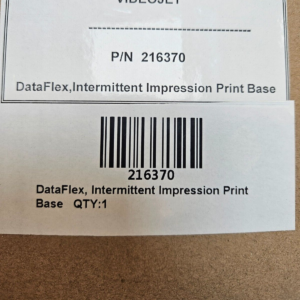 VIDEOJET
P/N 216370
DataFlex,Intermittent Impression Print Base
216370
DataFlex, Intermittent Impression Print
Base QTY:1